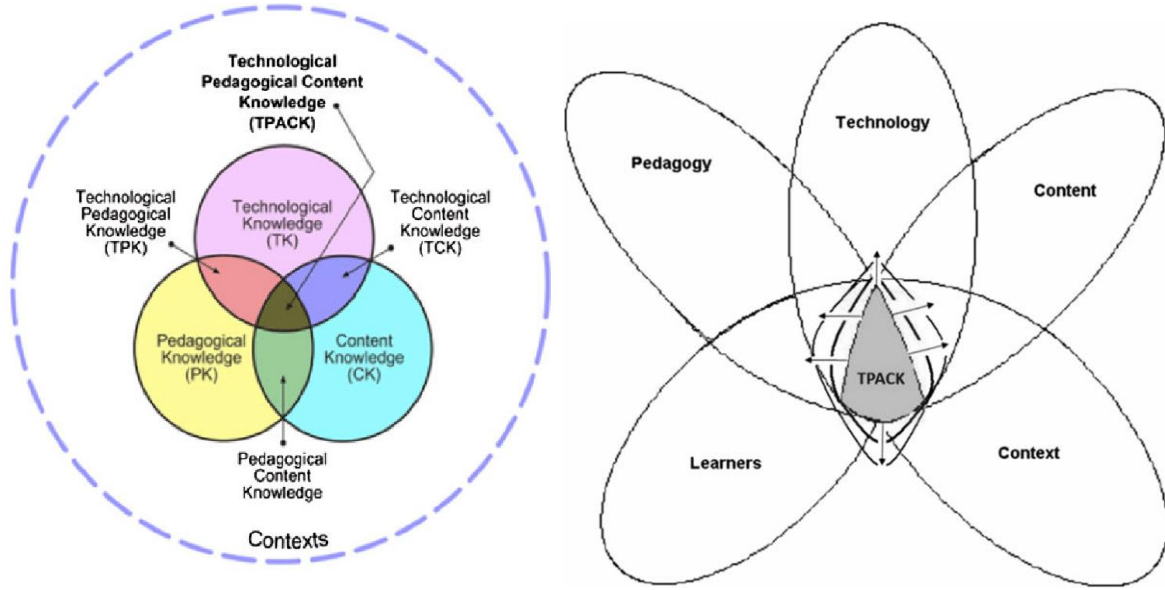 Technological
Pedagogical Content
Knowledge
(TPACK)
Technological
Pedagogical
Knowledge
(TPK)
Technological
Knowledge
(TK)
Technological
Content
Knowledge
(TCK)
Pedagogical
Knowledge
(PK)
Content
Knowledge
(CK)
Pedagogical
Content
Knowledge
Contexts
Technology
Pedagogy
Content
TPACK
Learners
Context